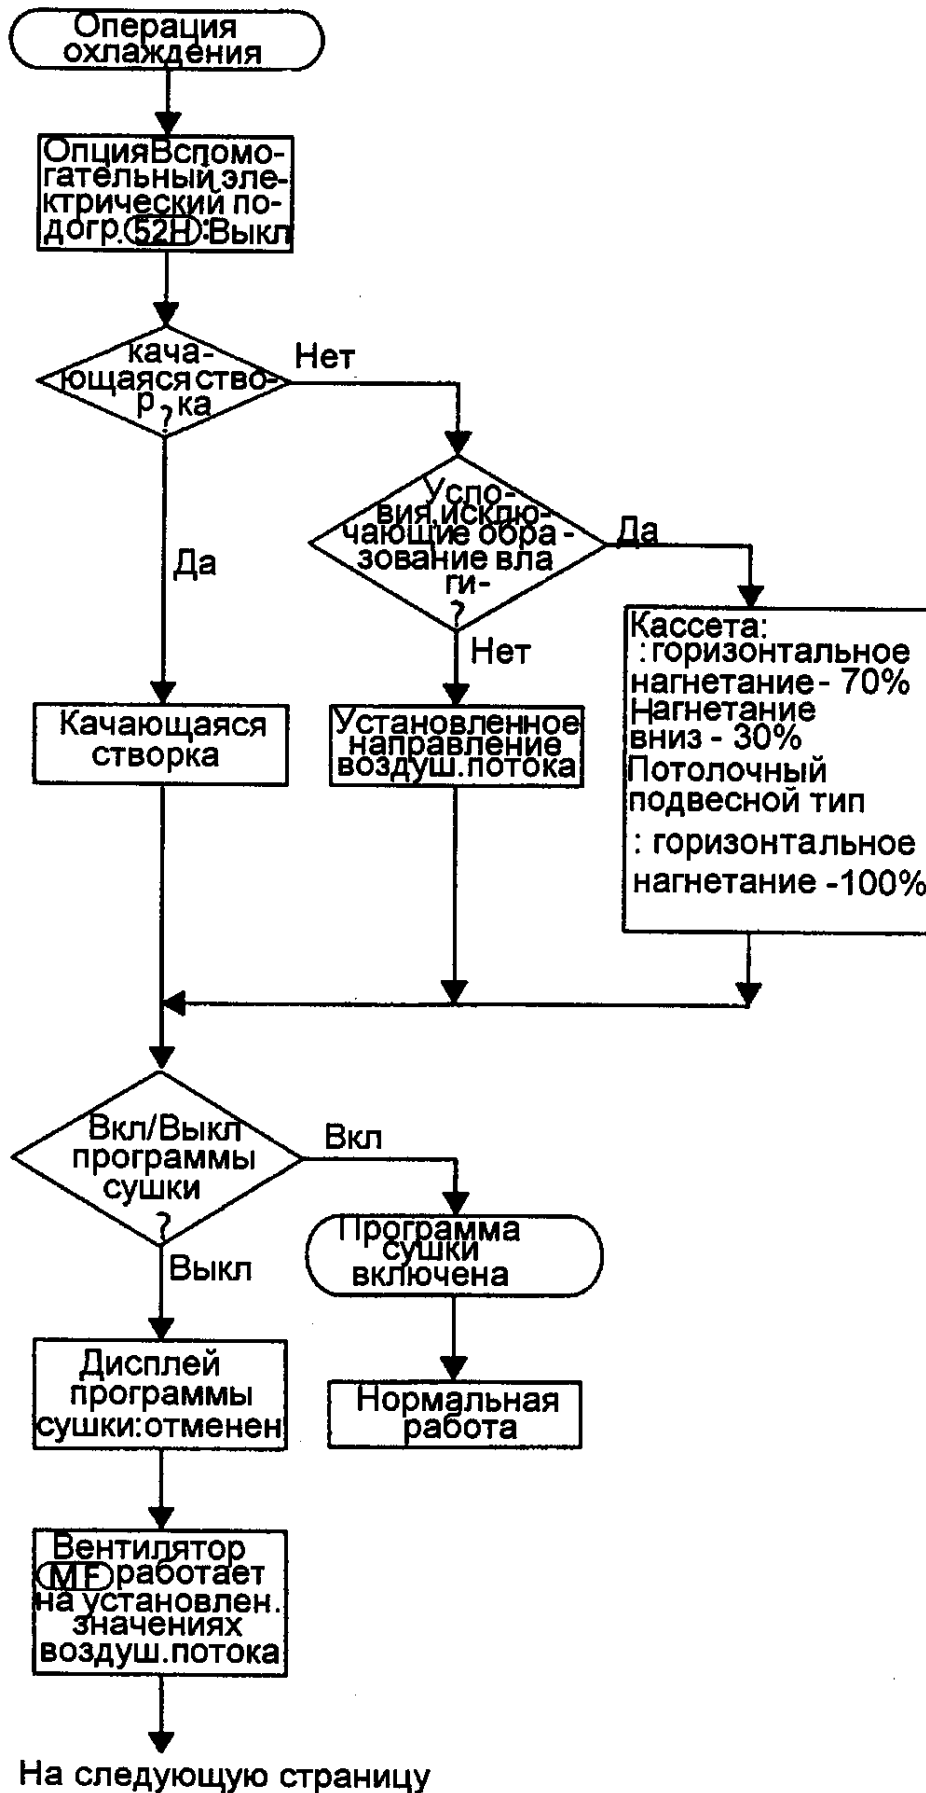 Операция
охлаждения
ОпцияВспомо-
гательный эле-
ктрический по-
догр.(52H):Выкл
кача-
ющаяся ство-
р ка
?
Нет
Да
Усло-
вия,исклю-
чающие обра-
зование вла
ги-
?
Да
Нет
Качающаяся
створка
Установленное
направление
воздуш.потока
Кассета:
: горизонтальное
нагнетание - 70%
Нагнетание
вниз - 30%
Потолочный
подвесной тип
: горизонтальное
нагнетание -100%
Вкл/Выкл
программы
сушки
?
Вкл
Выкл
Программа
сушки
включена
Дисплей
программы
сушки:отменен
Нормальная
работа
Вентилятор
(MF)работает
на установлен.
значениях
воздуш.потока
На следующую страницу